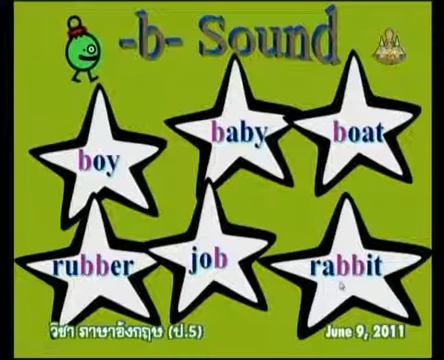 -b- Sound
boy
baby
boat
rubber
job
rabbit
วิชา ภาษาอังกฤษ (ป.5)
June 9, 2011